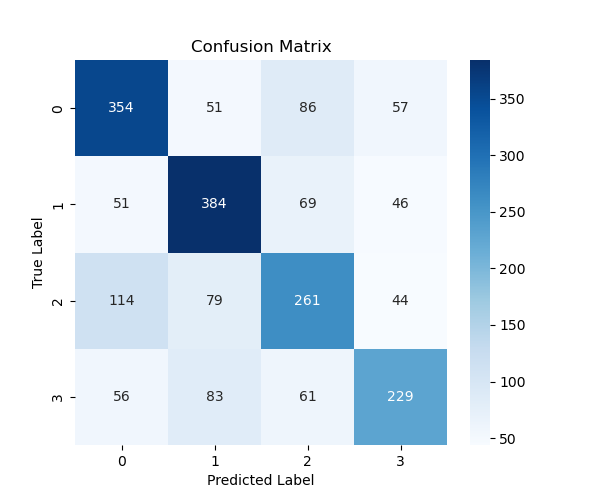 Confusion Matrix
0 354 51 86 57
1 51 384 69 46
2 114 79 261 44
3 56 83 61 229
0 1 2 3
Predicted Label
True Label
350
300
250
200
150
100
50